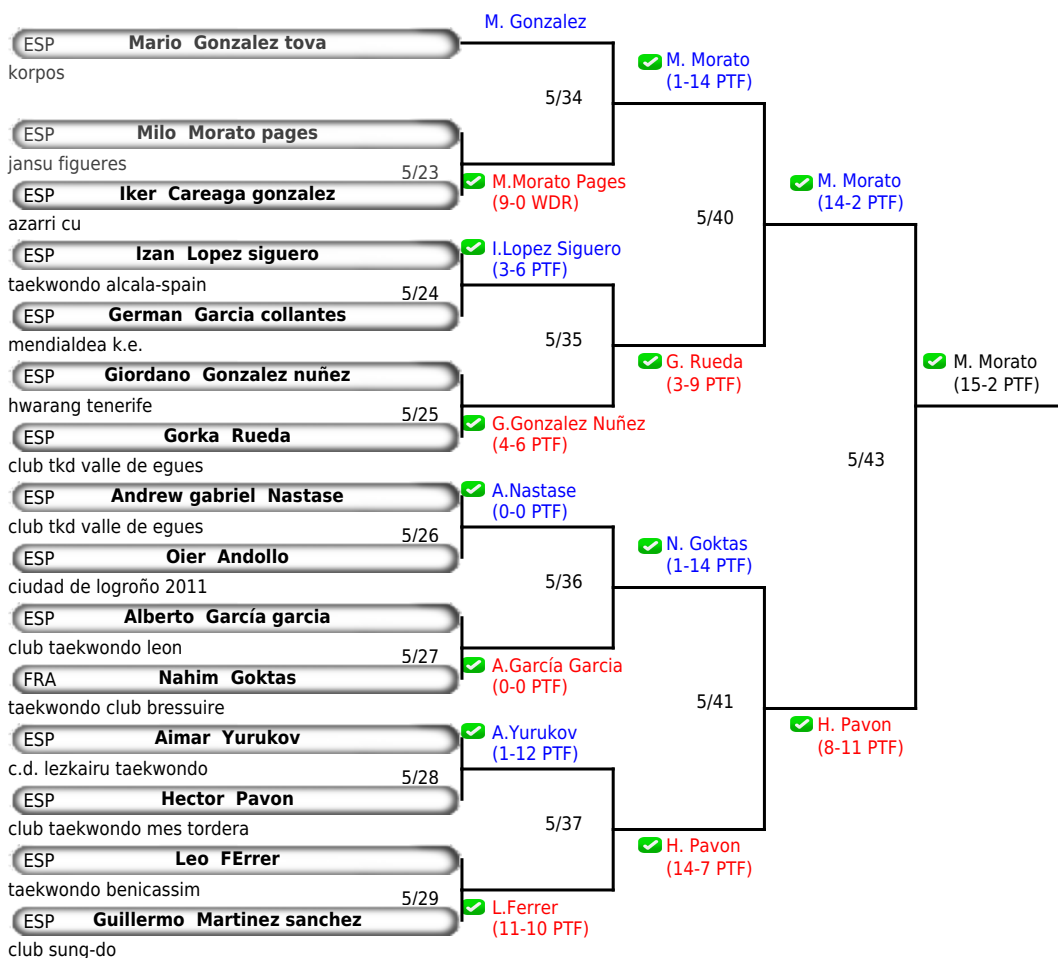 M. Gonzalez
ESP Mario Gonzalez tova
korpos
M. Morato
(1-14 PTF)
5/34
ESP Milo Morato pages
jansu figueres
5/23
M.Morato Pages
(9-0 WDR)
ESP Iker Careaga gonzalez
azarri cu
M. Morato
(14-2 PTF)
5/40
ESP Izan Lopez siguero
I.Lopez Siguero
(3-6 PTF)
taekwondo alcala-spain
5/24
ESP German Garcia collantes
mendialdea k.e.
5/35
G. Rueda
(3-9 PTF)
M. Morato
(15-2 PTF)
ESP Giordano Gonzalez nuñez
hwarang tenerife
5/25
G.Gonzalez Nuñez
(4-6 PTF)
ESP Gorka Rueda
club tkd valle de egues
5/43
ESP Andrew gabriel Nastase
A.Nastase
(0-0 PTF)
club tkd valle de egues
5/26
N. Goktas
(1-14 PTF)
ESP Oier Andollo
ciudad de logroño 2011
5/36
ESP Alberto García garcia
club taekwondo leon
5/27
A.García Garcia
(0-0 PTF)
FRA Nahim Goktas
taekwondo club bressuire
5/41
H. Pavon
(8-11 PTF)
ESP Aimar Yurukov
A.Yurukov
(1-12 PTF)
c.d. lezkairu taekwondo
5/28
ESP Hector Pavon
club taekwondo mes tordera
5/37
H. Pavon
(14-7 PTF)
ESP Leo FErrer
taekwondo benicassim
5/29
L.Ferrer
(11-10 PTF)
ESP Guillermo Martinez sanchez
club sung-do